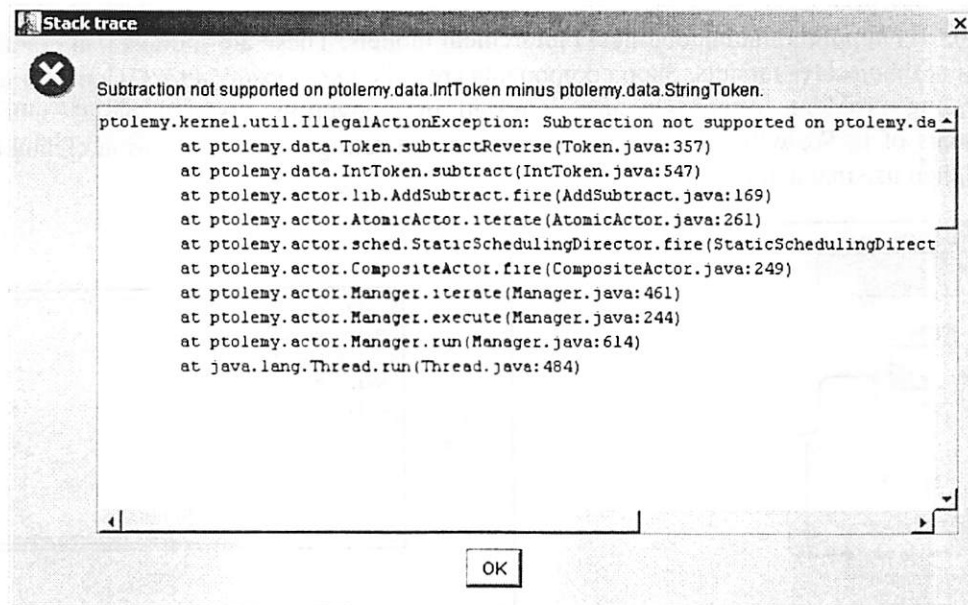 Stack trace
Subtraction not supported on ptolemy.data.IntToken minus ptolemy.data.StringToken.
ptolemy.kernel.util.IllegalActionException: Subtraction not supported on ptolemy.da
at ptolemy.data.Token.subtractReverse(Token.java:357)
at ptolemy.data.IntToken.subtract(IntToken.java:547)
at ptolemy.actor.lib.AddSubtract.fire(AddSubtract.java:169)
at ptolemy.actor.AtomicActor.iterate(AtomicActor.java:261)
at ptolemy.actor.sched.StaticSchedulingDirector.fire(StaticSchedulingDirect
at ptolemy.actor.CompositeActor.fire(CompositeActor.java:249)
at ptolemy.actor.Manager.iterate(Manager.java:461)
at ptolemy.actor.Manager.execute(Manager.java:244)
at ptolemy.actor.Manager.run(Manager.java:614)
at java.lang.Thread.run(Thread.java:484)
OK